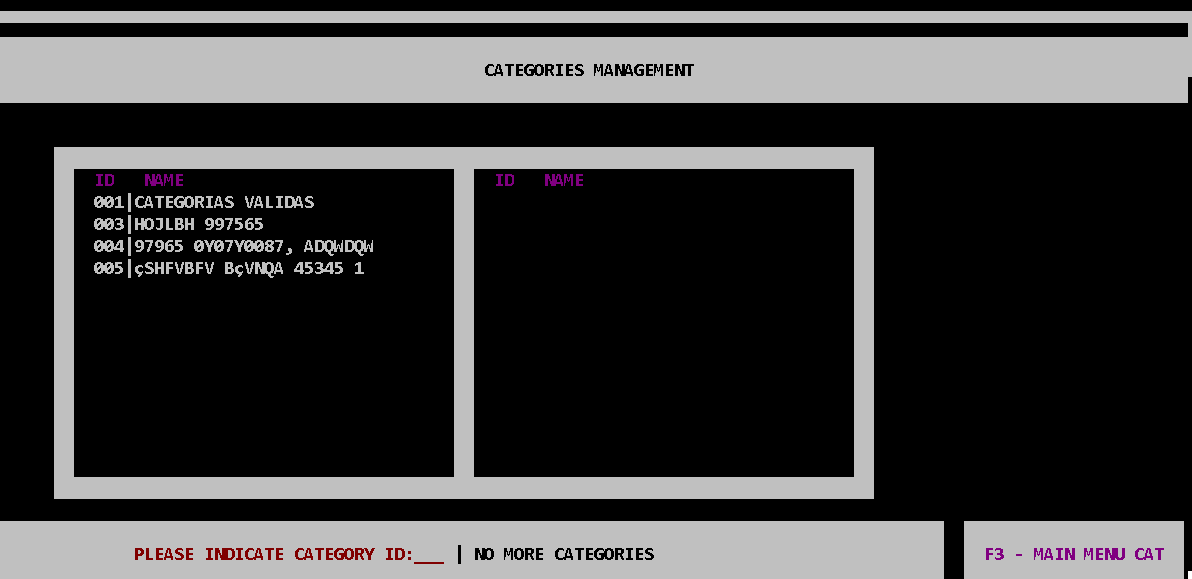 CATEGORIES MANAGEMENT
ID NAME
001|CATEGORIAS VALIDAS
003|HOJLBH 997565
004|97965 0Y07Y0087, ADQWDQW
005|çSHFVBFV BçVNQA 45345 1
ID NAME
PLEASE INDICATE CATEGORY ID:___ | NO MORE CATEGORIES
F3 - MAIN MENU CAT